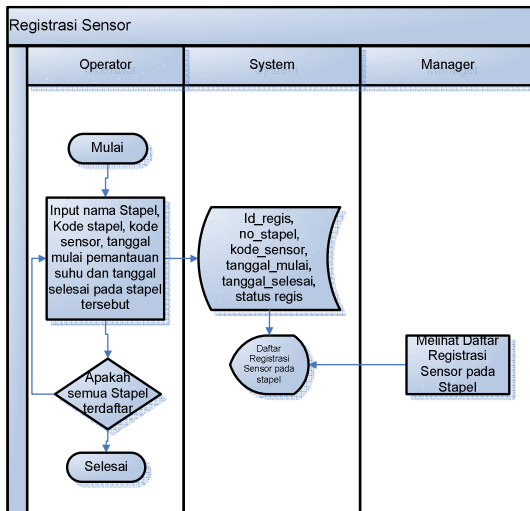 Registrasi Sensor
Operator
System
Manager
Mulai
Input nama Stapel,
Kode stapel, kode
sensor, tanggal
mulai pemantauan
suhu dan tanggal
selesai pada stapel
tersebut
Id_regis,
no_stapel,
kode_sensor,
tanggal_mulai,
tanggal_selesai,
status regis
Daftar
Registrasi
Sensor pada
stapel
Melihat Daftar
Registrasi
Sensor pada
Stapel
Apakah
semua Stapel
terdaftar
Selesai